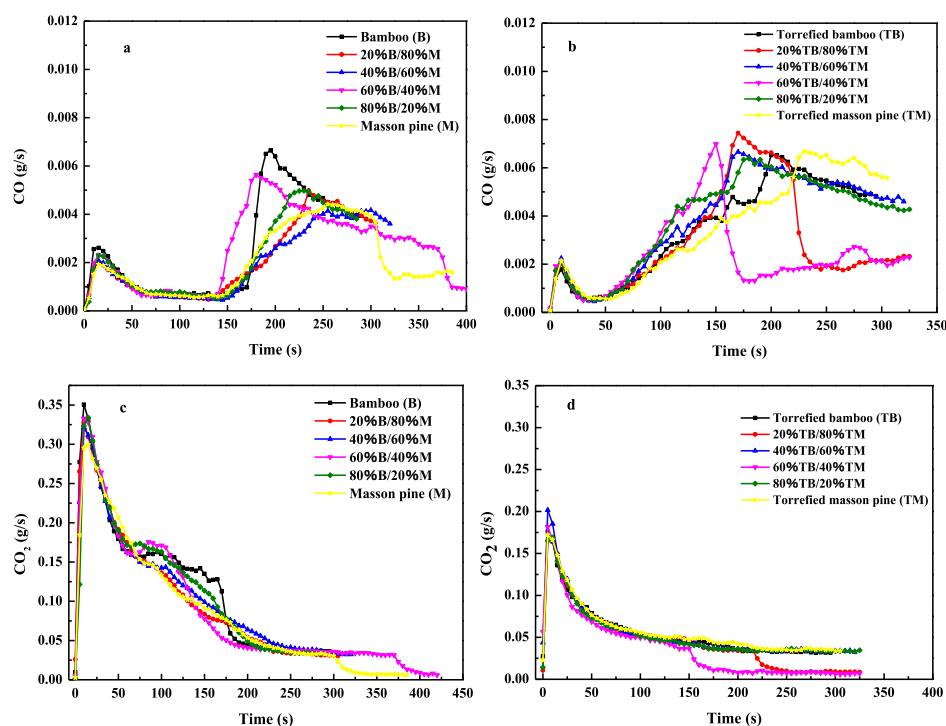 a
CO (g/s)
0.012
0.010
0.008
0.006
0.004
0.002
0.000
Bamboo (B)
20%B/80%M
40%B/60%M
60%B/40%M
80%B/20%M
Masson pine (M)
0 50 100 150 200 250 300 350 400
Time (s)
b
CO (g/s)
0.012
0.010
0.008
0.006
0.004
0.002
0.000
Torrefied bamboo (TB)
20%TB/80%TM
40%TB/60%TM
60%TB/40%TM
80%TB/20%TM
Torrefied masson pine (TM)
0 50 100 150 200 250 300 350
Time (s)
c
CO2 (g/s)
0.35
0.30
0.25
0.20
0.15
0.10
0.05
0.00
Bamboo (B)
20%B/80%M
40%B/60%M
60%B/40%M
80%B/20%M
Masson pine (M)
0 50 100 150 200 250 300 350 400 450
Time (s)
d
CO2 (g/s)
0.35
0.30
0.25
0.20
0.15
0.10
0.05
0.00
Torrefied bamboo (TB)
20%TB/80%TM
40%TB/60%TM
60%TB/40%TM
80%TB/20%TM
Torrefied masson pine (TM)
0 50 100 150 200 250 300 350 400
Time (s)